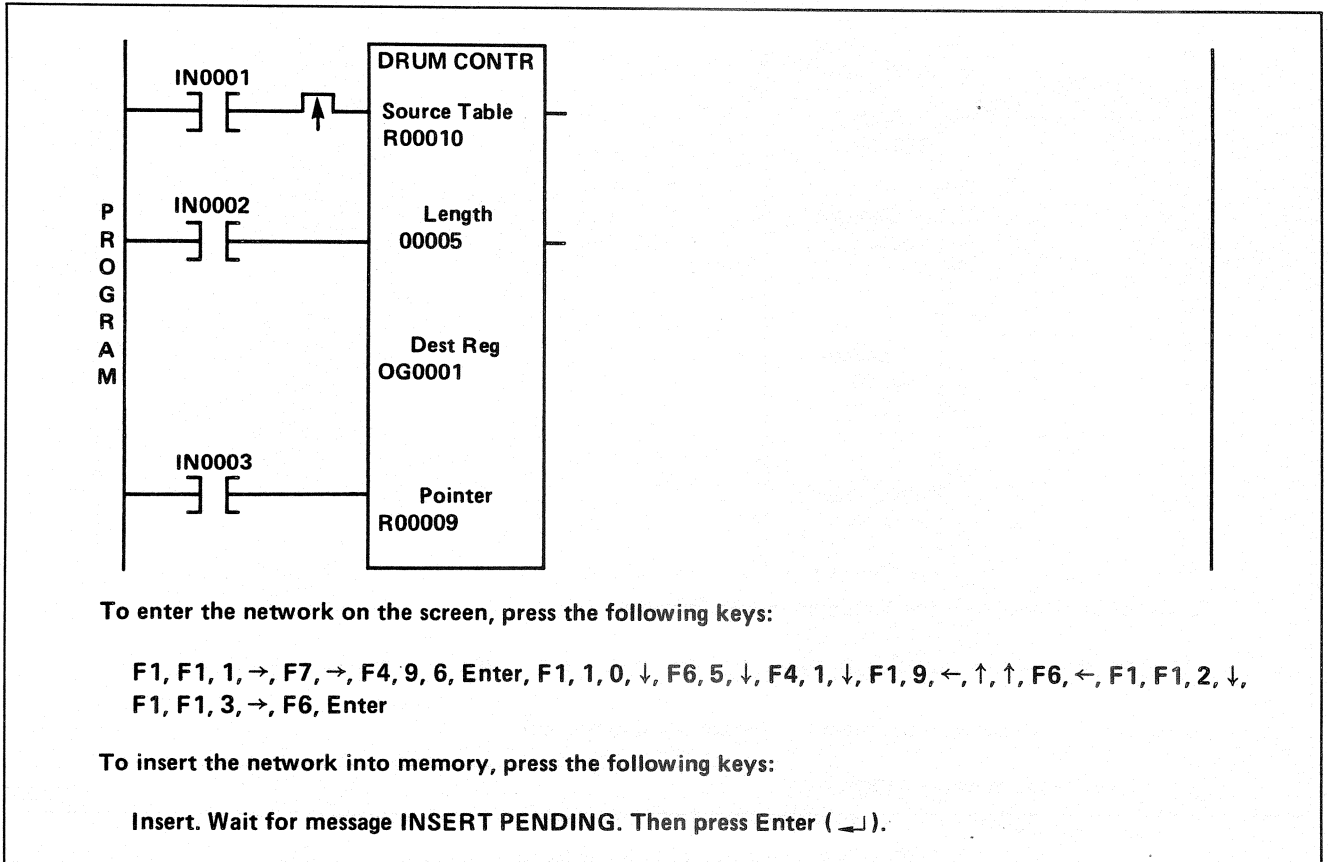 DRUM CONTR
IN0001
Source Table
R00010
IN0002
Length
00005
PROGRAM
Dest Reg
OG0001
IN0003
Pointer
R00009
To enter the network on the screen, press the following keys:
F1, F1, 1, →, F7, →, F4, 9, 6, Enter, F1, 1, 0, ↓, F6, 5, ↓, F4, 1, ↓, F1, 9, ←, ↑, ↑, F6, ←, F1, F1, 2, ↓,
F1, F1, 3, →, F6, Enter
To insert the network into memory, press the following keys:
Insert. Wait for message INSERT PENDING. Then press Enter (↵).